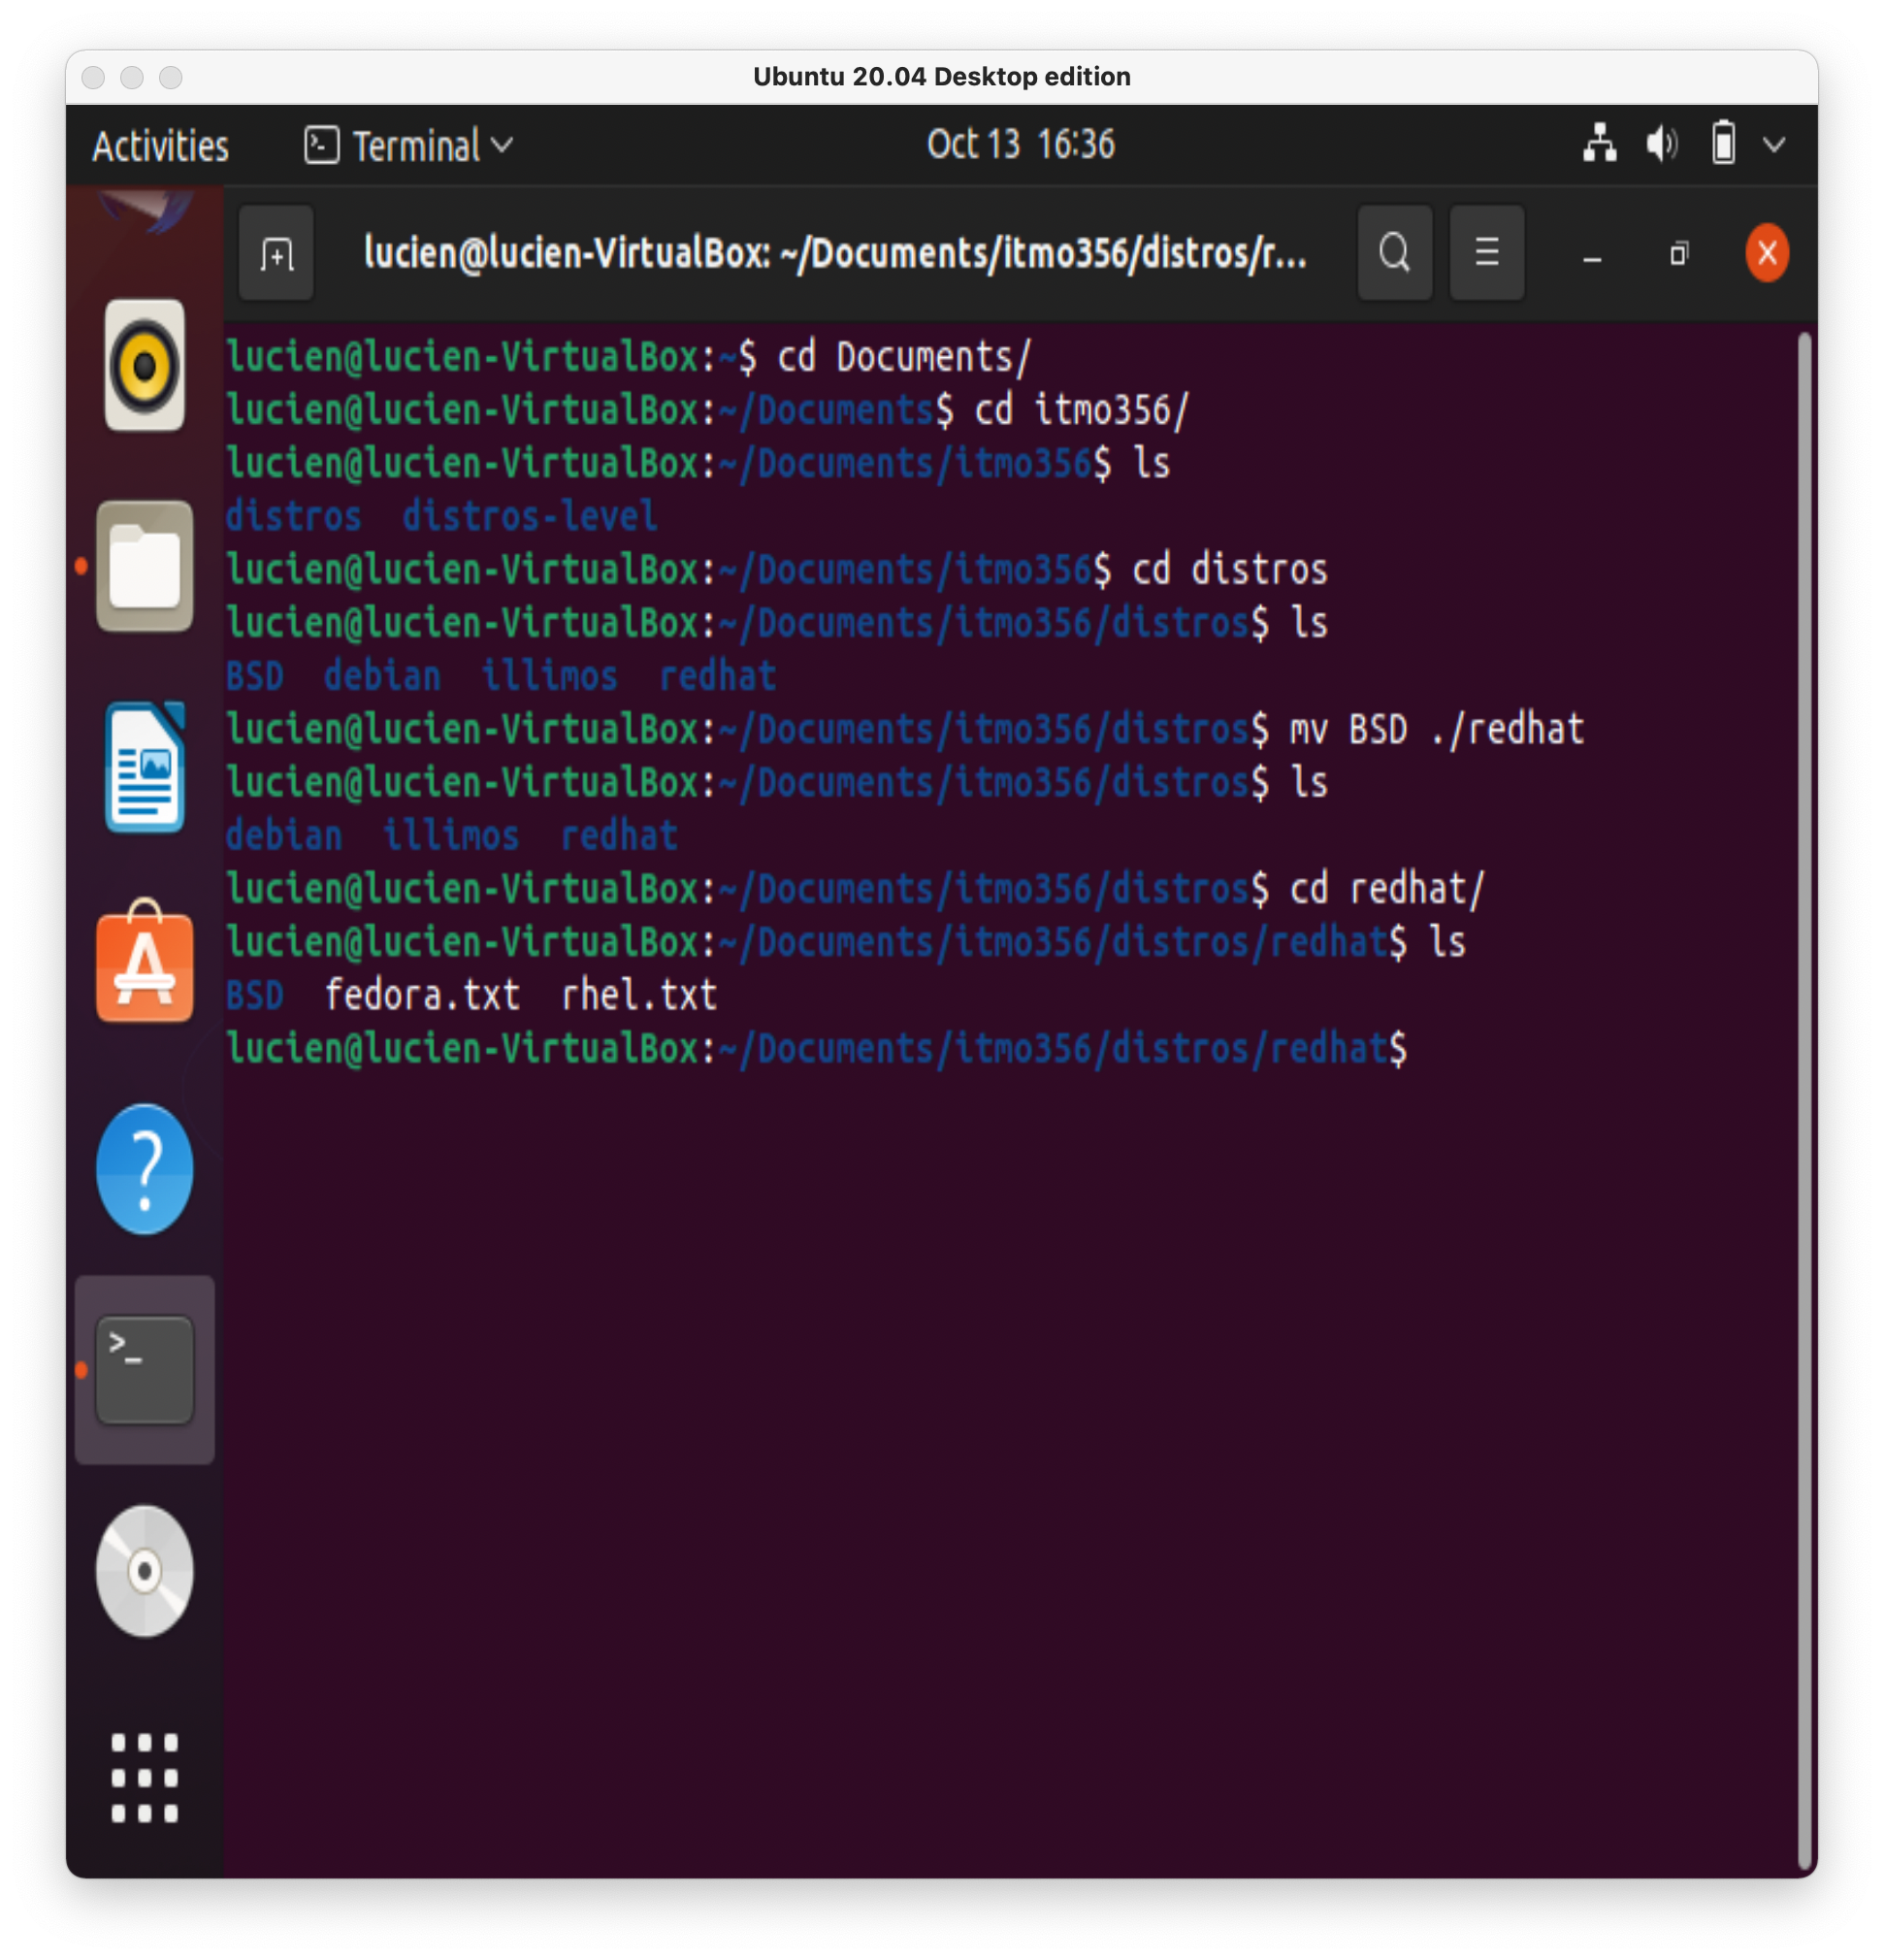 Ubuntu 20.04 Desktop edition
Activities Terminal Oct 13 16:36
lucien@lucien-VirtualBox: ~/Documents/itmo356/distros/r...
lucien@lucien-VirtualBox:~$ cd Documents/
lucien@lucien-VirtualBox:~/Documents$ cd itmo356/
lucien@lucien-VirtualBox:~/Documents/itmo356$ ls
distros  distros-level
lucien@lucien-VirtualBox:~/Documents/itmo356$ cd distros
lucien@lucien-VirtualBox:~/Documents/itmo356/distros$ ls
BSD  debian  illimos  redhat
lucien@lucien-VirtualBox:~/Documents/itmo356/distros$ mv BSD ./redhat
lucien@lucien-VirtualBox:~/Documents/itmo356/distros$ ls
debian  illimos  redhat
lucien@lucien-VirtualBox:~/Documents/itmo356/distros$ cd redhat/
lucien@lucien-VirtualBox:~/Documents/itmo356/distros/redhat$ ls
BSD  fedora.txt  rhel.txt
lucien@lucien-VirtualBox:~/Documents/itmo356/distros/redhat$